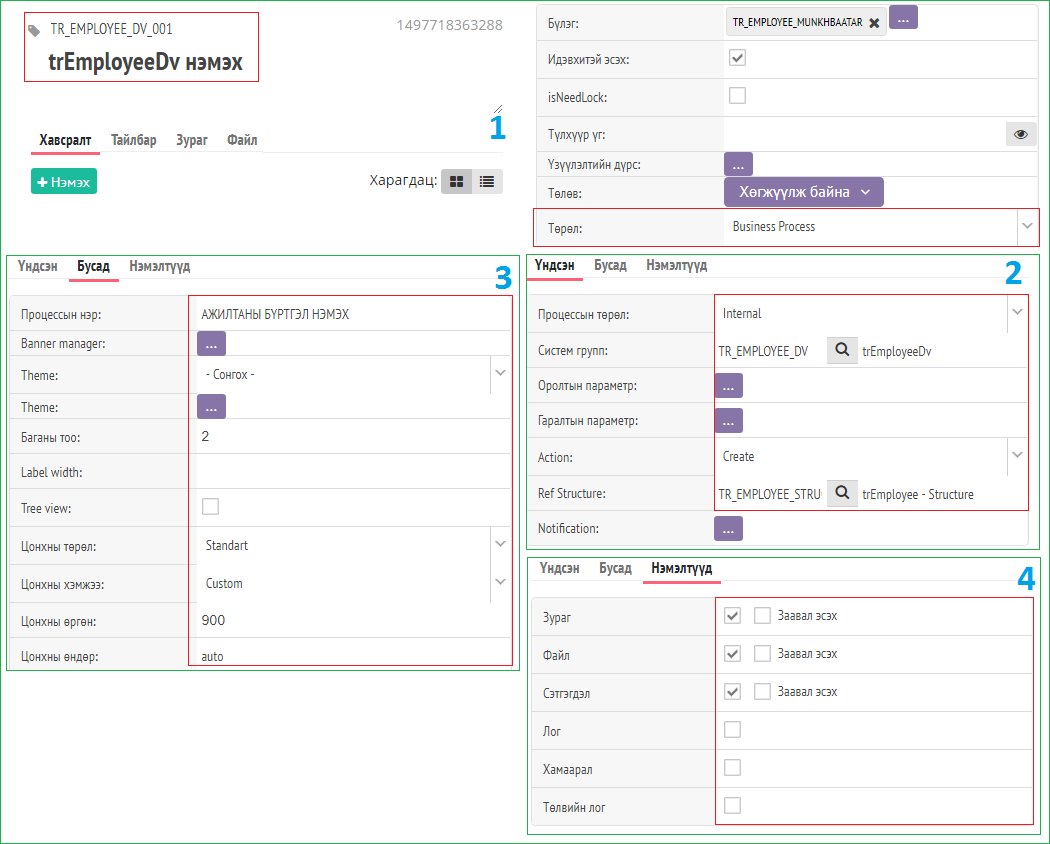 TR_EMPLOYEE_DV_001
1497718363288
trEmployeeDv нэмэх
1
Хавсралт Тайлбар Зураг Файл
+ Нэмэх
Харагдац:
Бүлэг: TR_EMPLOYEE_MUNKHBAATAR ✖ ...
Идэвхитэй эсэх:
isNeedLock:
Түлхүүр үг:
Үзүүлэлтийн дүрс: ...
Төлөв: Хөгжүүлж байна
Төрөл: Business Process
Үндсэн Бусад Нэмэлтүүд
3
Процессын нэр: АЖИЛТАНЫ БҮРТГЭЛ НЭМЭХ
Banner manager: ...
Theme: - Сонгох -
Theme: ...
Баганы тоо: 2
Label width:
Tree view:
Цонхны төрөл: Standart
Цонхны хэмжээ: Custom
Цонхны өргөн: 900
Цонхны өндөр: auto
Үндсэн Бусад Нэмэлтүүд
2
Процессын төрөл: Internal
Систем групп: TR_EMPLOYEE_DV trEmployeeDv
Оролтын параметр: ...
Гаралтын параметр: ...
Action: Create
Ref Structure: TR_EMPLOYEE_STRU trEmployee - Structure
Notification: ...
Үндсэн Бусад Нэмэлтүүд
4
Зураг Заавал эсэх
Файл Заавал эсэх
Сэтгэгдэл Заавал эсэх
Лог
Хамаарал
Төлвийн лог